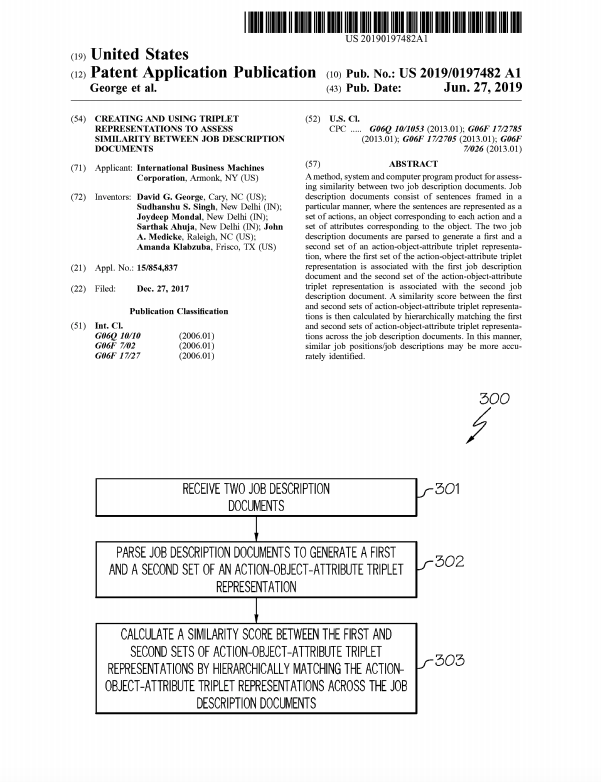 US 20190197482A1
(19) United States
(12) Patent Application Publication
George et al.
(10) Pub. No.: US 2019/0197482 A1
(43) Pub. Date: Jun. 27, 2019
(54) CREATING AND USING TRIPLET
REPRESENTATIONS TO ASSESS
SIMILARITY BETWEEN JOB DESCRIPTION
DOCUMENTS
(71) Applicant: International Business Machines
Corporation, Armonk, NY (US)
(72) Inventors: David G. George, Cary, NC (US);
Sudhanshu S. Singh, New Delhi (IN);
Joydeep Mondal, New Delhi (IN);
Sarthak Ahuja, New Delhi (IN); John
A. Medicke, Raleigh, NC (US);
Amanda Klabzuba, Frisco, TX (US)
(21) Appl. No.: 15/854,837
(22) Filed: Dec. 27, 2017
Publication Classification
(51) Int. Cl.
G06Q 10/10 (2006.01)
G06F 7/02 (2006.01)
G06F 17/27 (2006.01)
(52) U.S. Cl.
CPC ..... G06Q 10/1053 (2013.01); G06F 17/2785
(2013.01); G06F 17/2705 (2013.01); G06F
7/026 (2013.01)
(57) ABSTRACT
A method, system and computer program product for assess-
ing similarity between two job description documents. Job
description documents consist of sentences framed in a
particular manner, where the sentences are represented as a
set of actions, an object corresponding to each action and a
set of attributes corresponding to the object. The two job
description documents are parsed to generate a first and a
second set of an action-object-attribute triplet representa-
tion, where the first set of the action-object-attribute triplet
representation is associated with the first job description
document and the second set of the action-object-attribute
triplet representation is associated with the second job
description document. A similarity score between the first
and second sets of action-object-attribute triplet representa-
tions is then calculated by hierarchically matching the first
and second sets of action-object-attribute triplet representa-
tions across the job description documents. In this manner,
similar job positions/job descriptions may be more accu-
rately identified.
300
RECEIVE TWO JOB DESCRIPTION
DOCUMENTS
301
PARSE JOB DESCRIPTION DOCUMENTS TO GENERATE A FIRST
AND A SECOND SET OF AN ACTION-OBJECT-ATTRIBUTE TRIPLET
REPRESENTATION
302
CALCULATE A SIMILARITY SCORE BETWEEN THE FIRST AND
SECOND SETS OF ACTION-OBJECT-ATTRIBUTE TRIPLET
REPRESENTATIONS BY HIERARCHICALLY MATCHING THE ACTION-
OBJECT-ATTRIBUTE TRIPLET REPRESENTATIONS ACROSS THE JOB
DESCRIPTION DOCUMENTS
303